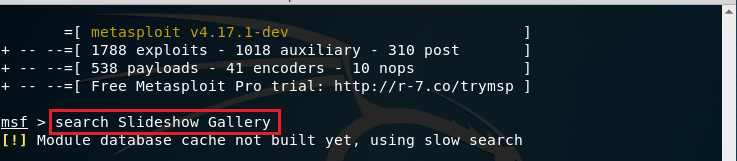 =[ metasploit v4.17.1-dev ]
+ -- --=[ 1788 exploits - 1018 auxiliary - 310 post ]
+ -- --=[ 538 payloads - 41 encoders - 10 nops ]
+ -- --=[ Free Metasploit Pro trial: http://r-7.co/trymsp ]
msf > search Slideshow Gallery
[!] Module database cache not built yet, using slow search